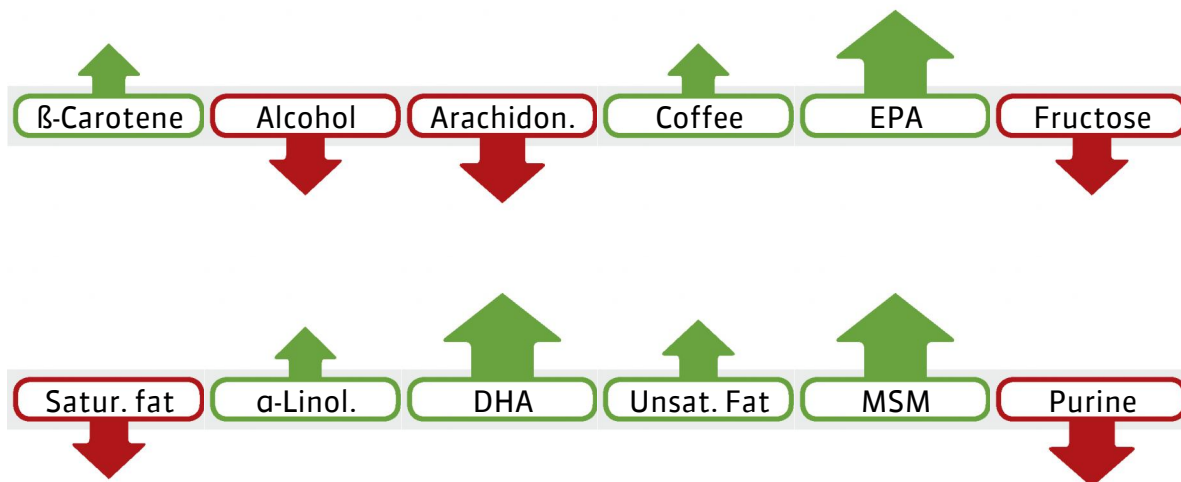 ß-Carotene Alcohol Arachidon. Coffee EPA Fructose
Satur. fat α-Linol. DHA Unsat. Fat MSM Purine